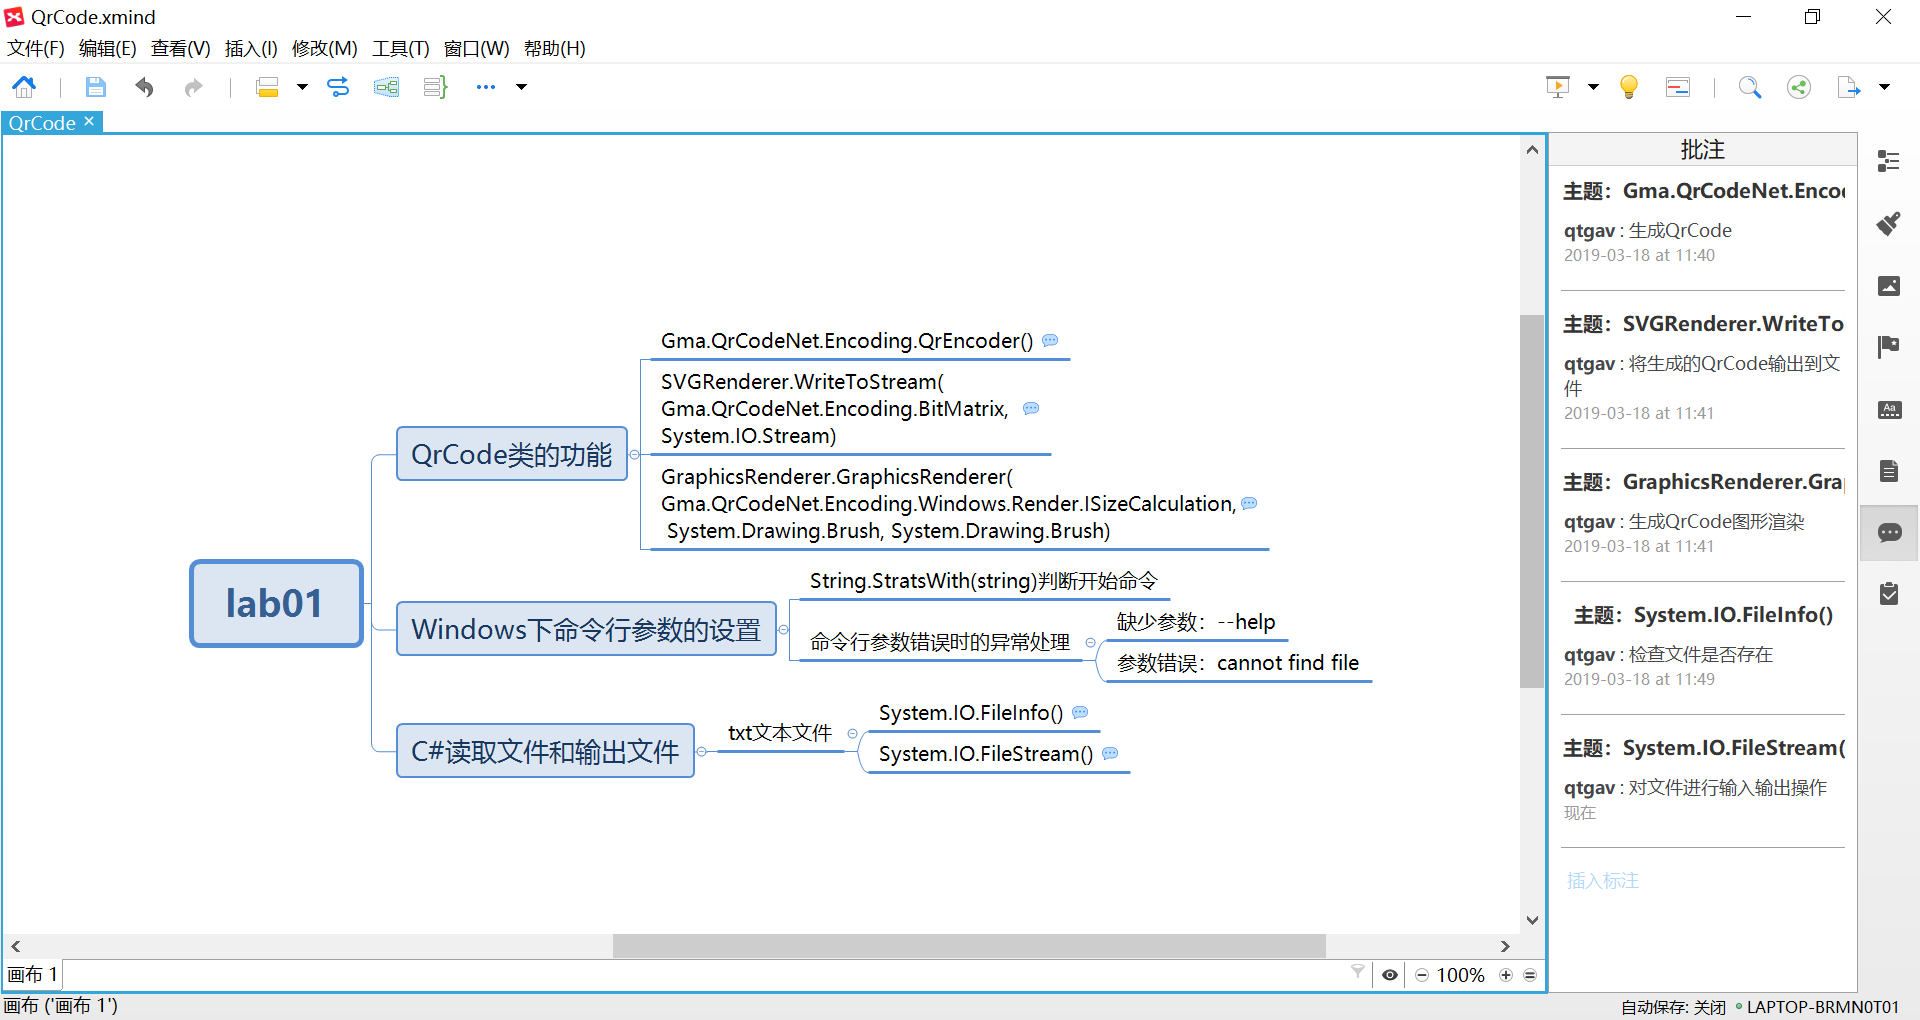 QrCode.xmind
文件(F) 编辑(E) 查看(V) 插入(I) 修改(M) 工具(T) 窗口(W) 帮助(H)
QrCode
lab01
QrCode类的功能
Gma.QrCodeNet.Encoding.QrEncoder()
SVGRenderer.WriteToStream(
Gma.QrCodeNet.Encoding.BitMatrix,
System.IO.Stream)
GraphicsRenderer.GraphicsRenderer(
Gma.QrCodeNet.Encoding.Windows.Render.ISizeCalculation,
System.Drawing.Brush, System.Drawing.Brush)
Windows下命令行参数的设置
String.StratsWith(string)判断开始命令
命令行参数错误时的异常处理
缺少参数：--help
参数错误：cannot find file
C#读取文件和输出文件
txt文本文件
System.IO.FileInfo()
System.IO.FileStream()
批注
主题：Gma.QrCodeNet.Enco
qtgav : 生成QrCode
2019-03-18 at 11:40
主题：SVGRenderer.WriteTo
qtgav : 将生成的QrCode输出到文
件
2019-03-18 at 11:41
主题：GraphicsRenderer.Gra
qtgav : 生成QrCode图形渲染
2019-03-18 at 11:41
主题：System.IO.FileInfo()
qtgav : 检查文件是否存在
2019-03-18 at 11:49
主题：System.IO.FileStream(
qtgav : 对文件进行输入输出操作
现在
插入标注
Aa
画布 1
100%
画布 ('画布 1')
自动保存: 关闭
LAPTOP-BRMN0T01